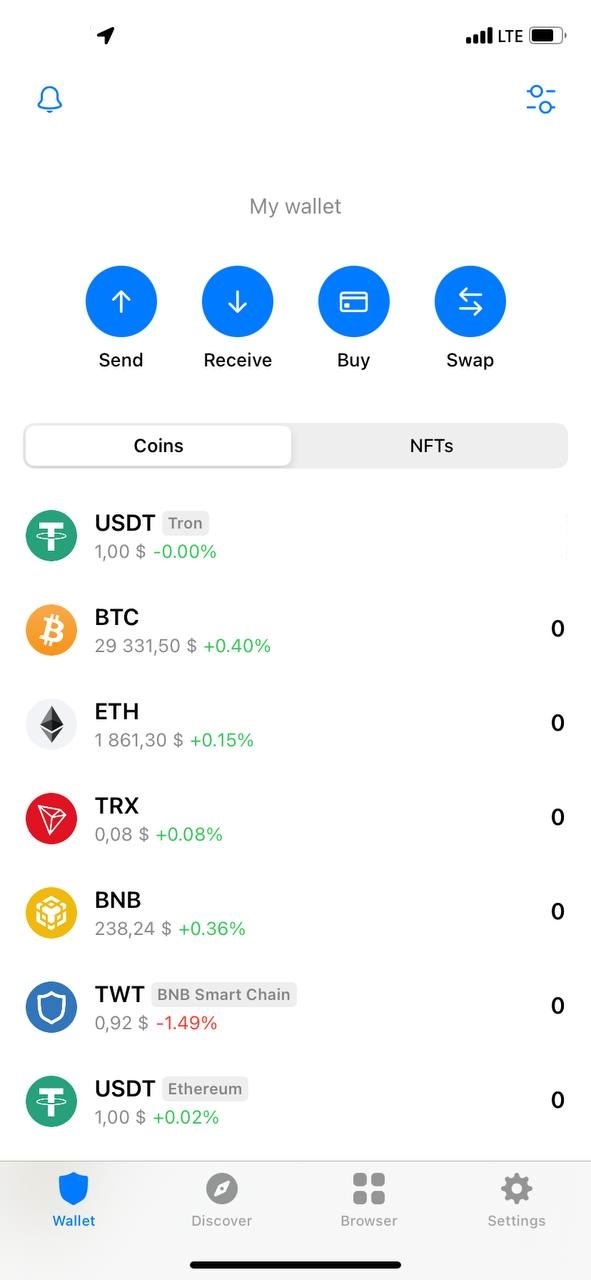 LTE
My wallet
Send Receive Buy Swap
Coins NFTs
USDT Tron
1,00 $ -0.00%
BTC
29 331,50 $ +0.40%
0
ETH
1 861,30 $ +0.15%
0
TRX
0,08 $ +0.08%
0
BNB
238,24 $ +0.36%
0
TWT BNB Smart Chain
0,92 $ -1.49%
0
USDT Ethereum
1,00 $ +0.02%
0
Wallet Discover Browser Settings